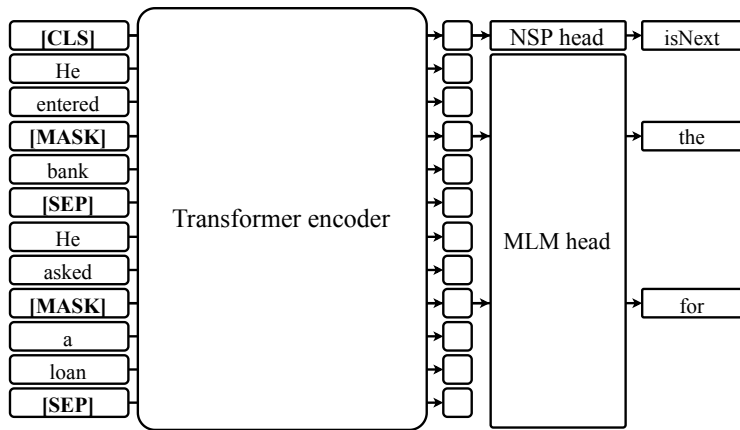 [CLS]
He
entered
[MASK]
bank
[SEP]
He
asked
[MASK]
a
loan
[SEP]
Transformer encoder
NSP head
MLM head
isNext
the
for